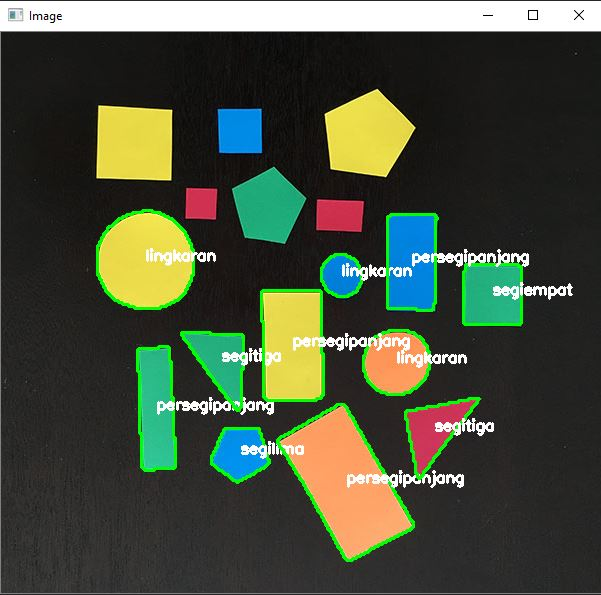 Image
lingkaran
persegipanjang
lingkaran
segiempat
persegipanjang
segitiga
lingkaran
persegipanjang
segitiga
segilima
persegipanjang